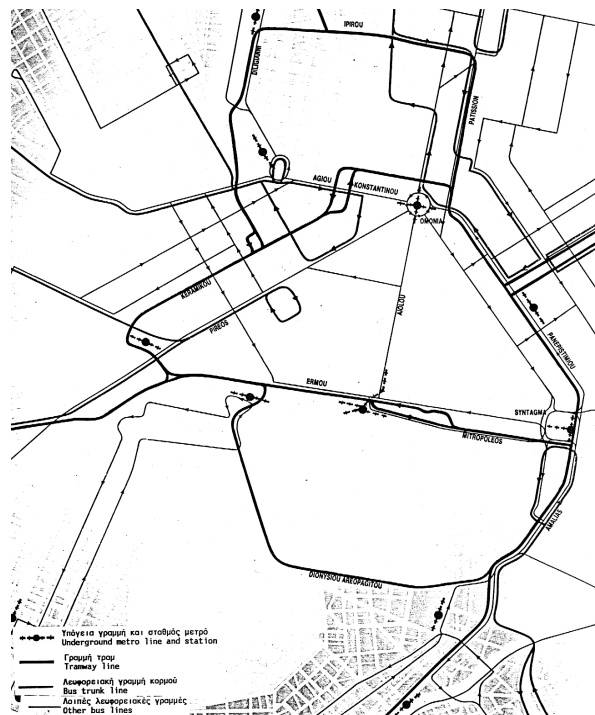 IPIROU
DILIGIANNI
PATISSION
AGIOU
KONSTANTINOU
OMONIA
KERAMIKOU
PIREOS
AIOLOU
PANEPISTIMIOU
ERMOU
SYNTAGMA
MITROPOLEOS
AMALIAS
DIONYSIOU AREOPAGITOU
Υπόγεια γραμμή και σταθμός μετρό
Underground metro line and station
Γραμμή τραμ
Tramway line
Λεωφορειακή γραμμή κορμού
Bus trunk line
Λοιπές λεωφορειακές γραμμές
Other bus lines